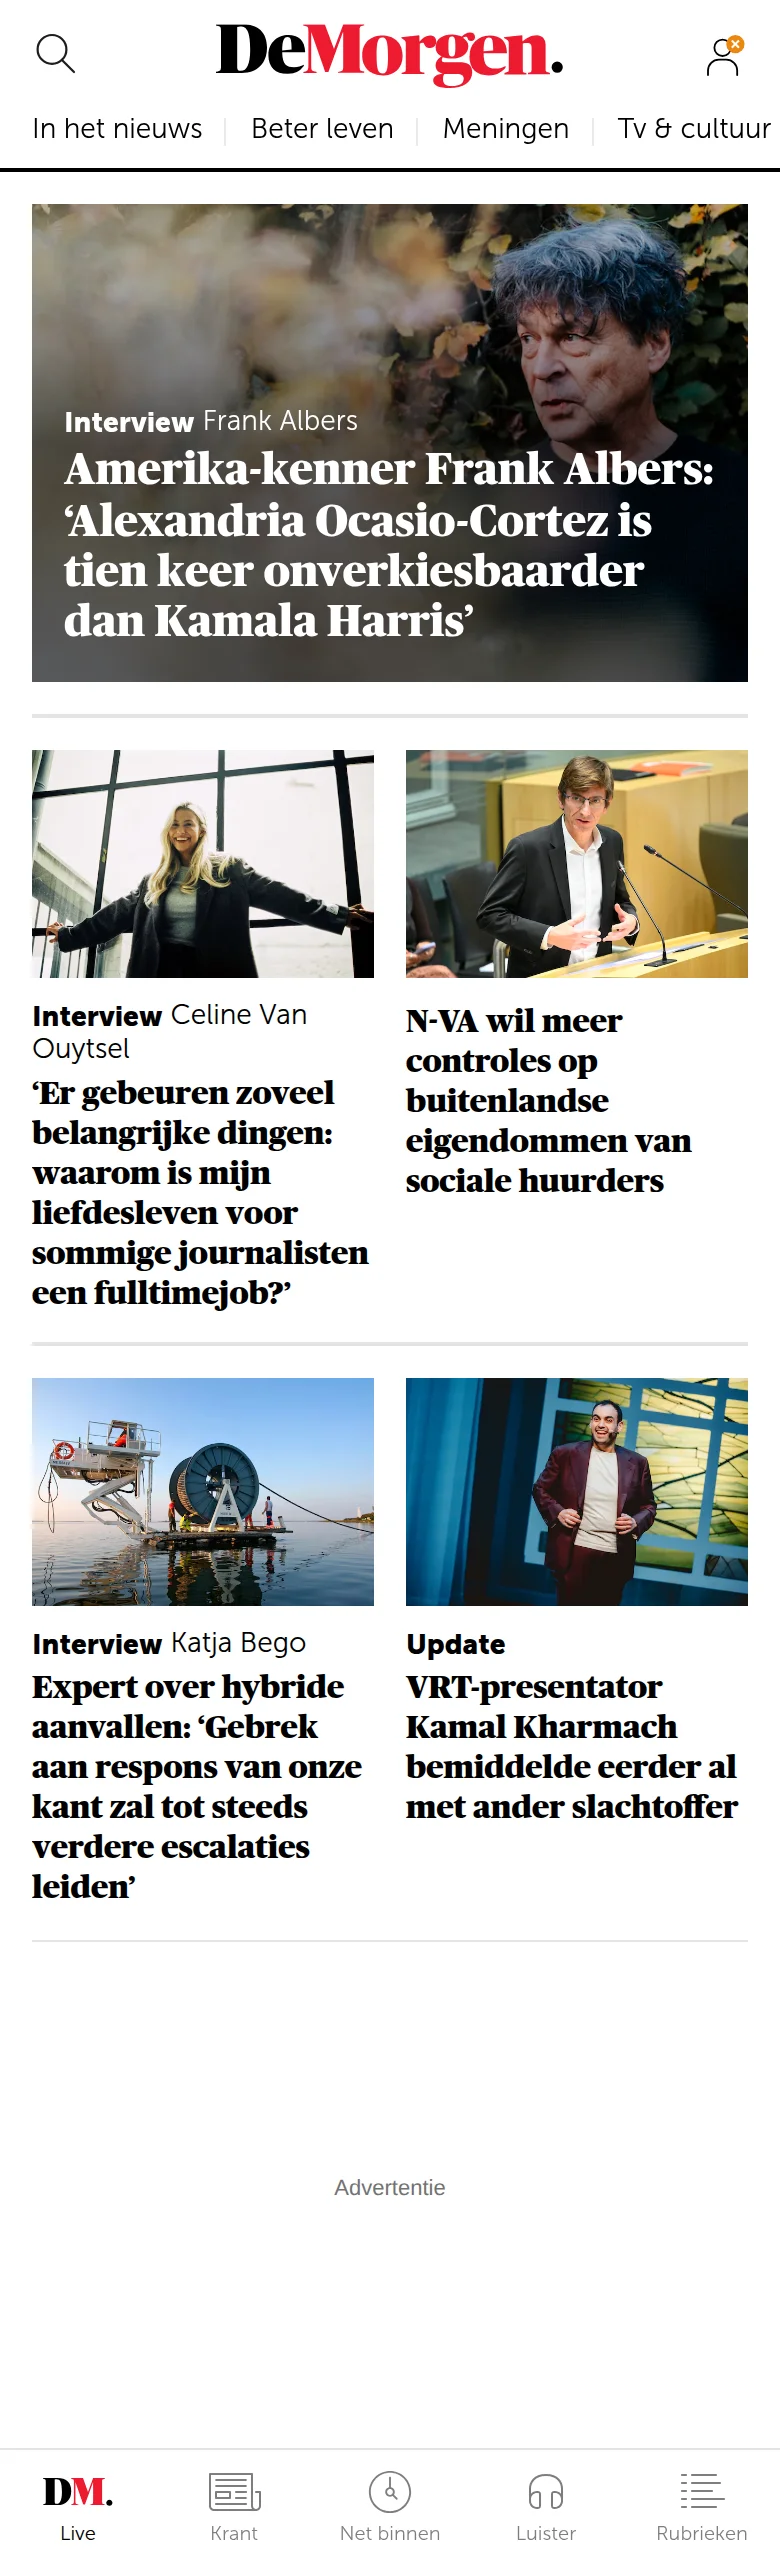 DeMorgen.
In het nieuws
Beter leven
Meningen
Tv & cultuur
Interview Frank Albers
Amerika-kenner Frank Albers:
‘Alexandria Ocasio-Cortez is
tien keer onverkiesbaarder
dan Kamala Harris’
Interview Celine Van
Ouytsel
‘Er gebeuren zoveel
belangrijke dingen:
waarom is mijn
liefdesleven voor
sommige journalisten
een fulltimejob?’
N-VA wil meer
controles op
buitenlandse
eigendommen van
sociale huurders
Interview Katja Bego
Expert over hybride
aanvallen: ‘Gebrek
aan respons van onze
kant zal tot steeds
verdere escalaties
leiden’
Update
VRT-presentator
Kamal Kharmach
bemiddelde eerder al
met ander slachtoffer
Advertentie
DM.
Live
Krant
Net binnen
Luister
Rubrieken